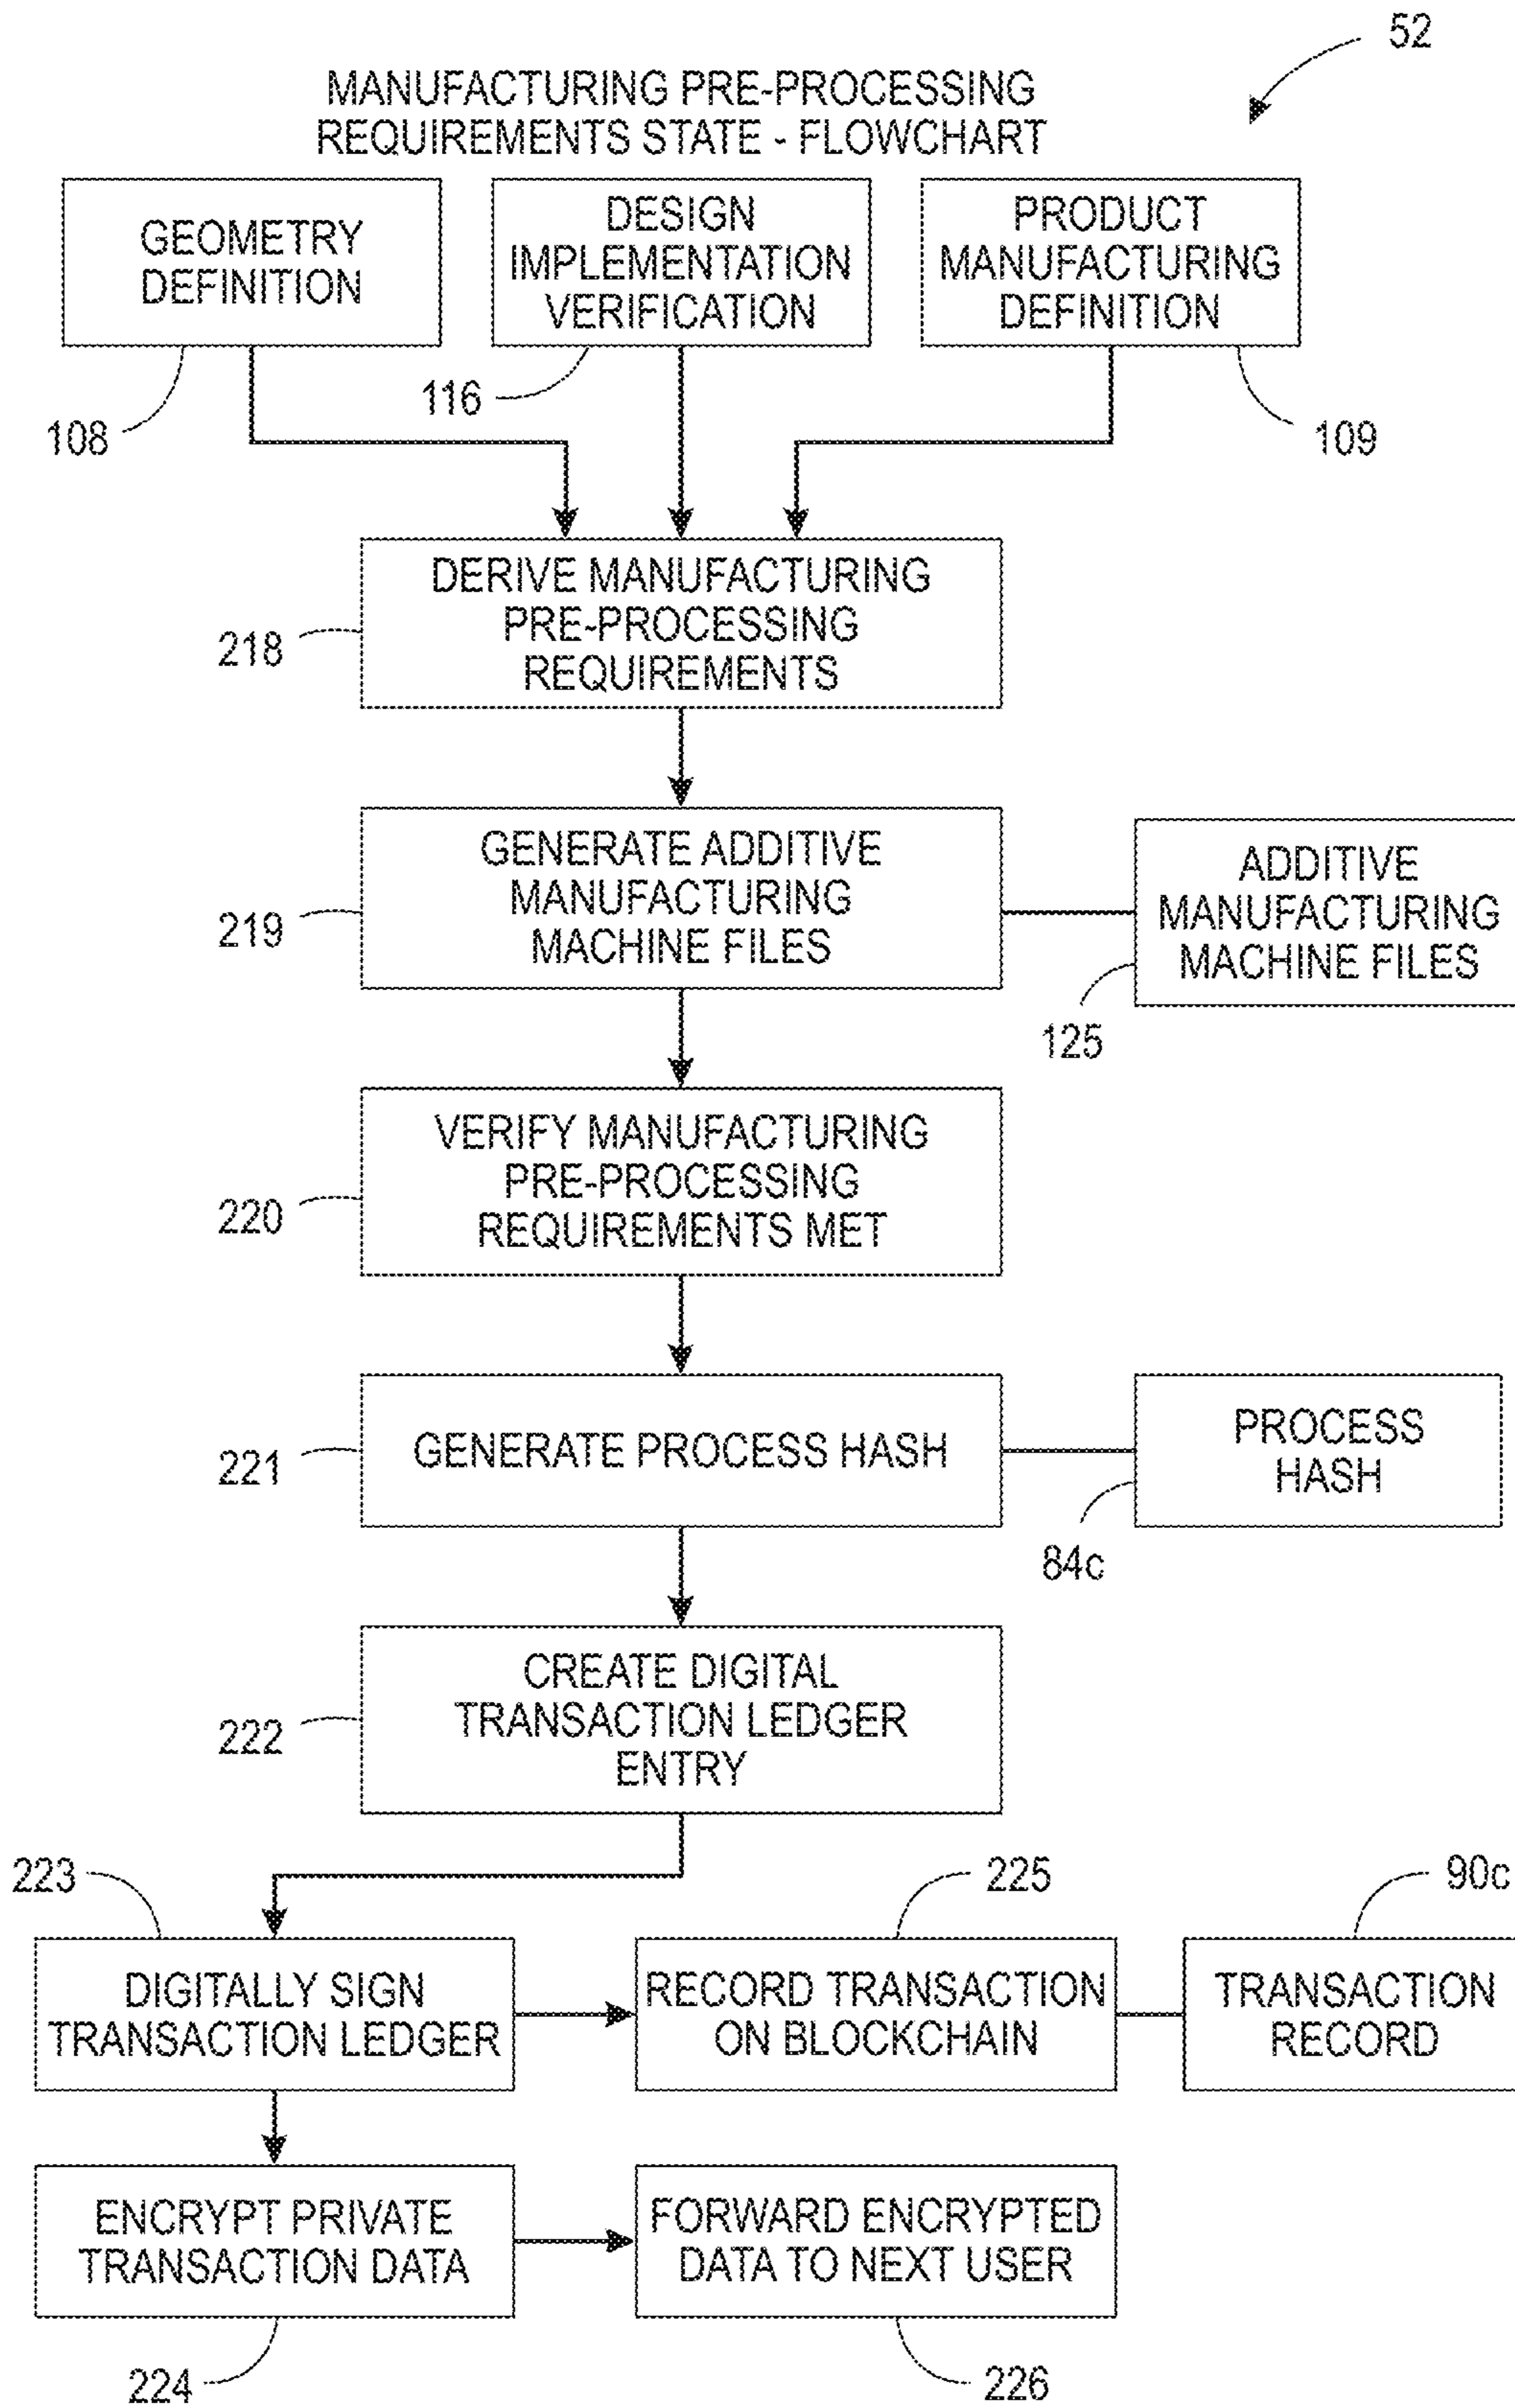 52
MANUFACTURING PRE-PROCESSING
REQUIREMENTS STATE - FLOWCHART
GEOMETRY
DEFINITION
DESIGN
IMPLEMENTATION
VERIFICATION
PRODUCT
MANUFACTURING
DEFINITION
108
116
109
DERIVE MANUFACTURING
PRE-PROCESSING
REQUIREMENTS
218
GENERATE ADDITIVE
MANUFACTURING
MACHINE FILES
219
ADDITIVE
MANUFACTURING
MACHINE FILES
125
VERIFY MANUFACTURING
PRE-PROCESSING
REQUIREMENTS MET
220
GENERATE PROCESS HASH
221
PROCESS
HASH
84c
CREATE DIGITAL
TRANSACTION LEDGER
ENTRY
222
223
225
90c
DIGITALLY SIGN
TRANSACTION LEDGER
RECORD TRANSACTION
ON BLOCKCHAIN
TRANSACTION
RECORD
ENCRYPT PRIVATE
TRANSACTION DATA
FORWARD ENCRYPTED
DATA TO NEXT USER
224
226